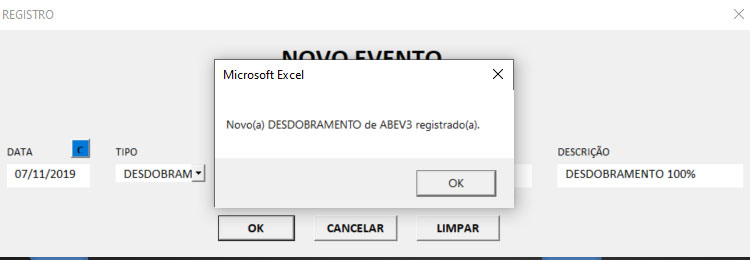 REGISTRO
NOVO EVENTO
Microsoft Excel
Novo(a) DESDOBRAMENTO de ABEV3 registrado(a).
OK
DATA
C
TIPO
DESCRIÇÃO
07/11/2019
DESDOBRAM
DESDOBRAMENTO 100%
OK
CANCELAR
LIMPAR